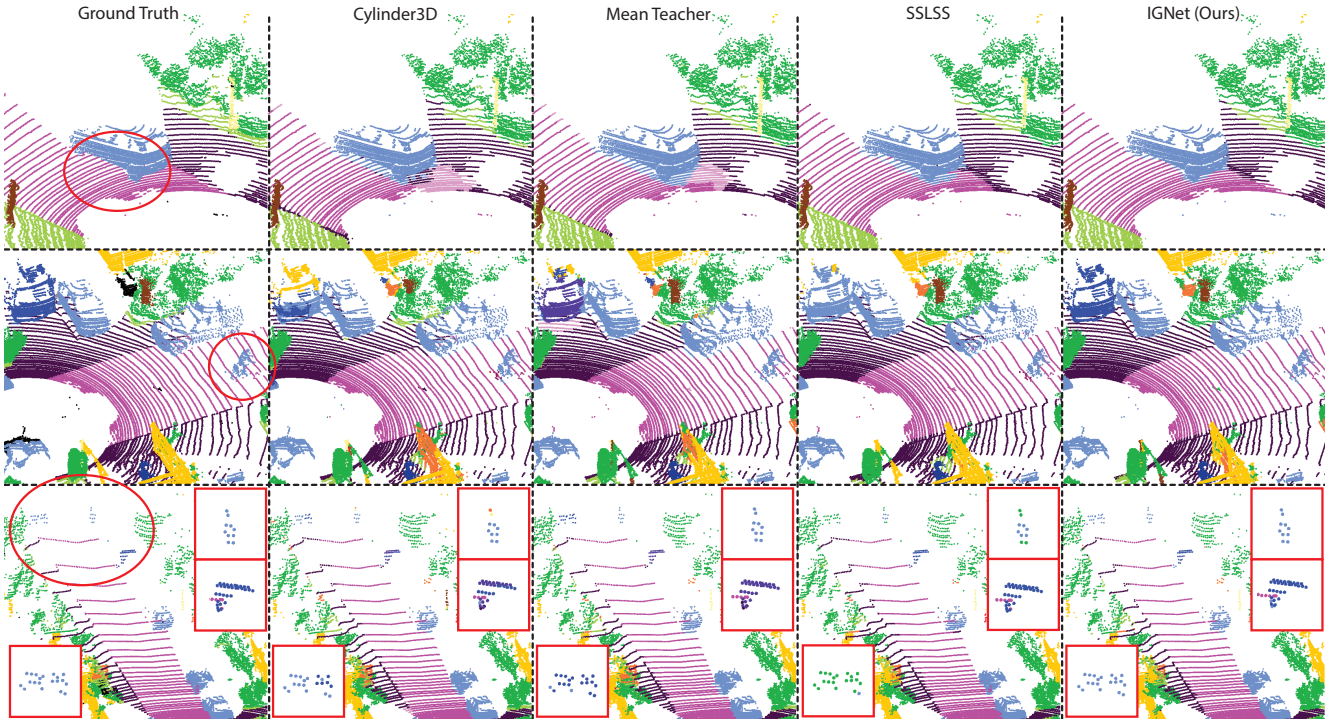 Ground Truth
Cylinder3D
Mean Teacher
SSLSS
IGNet (Ours)